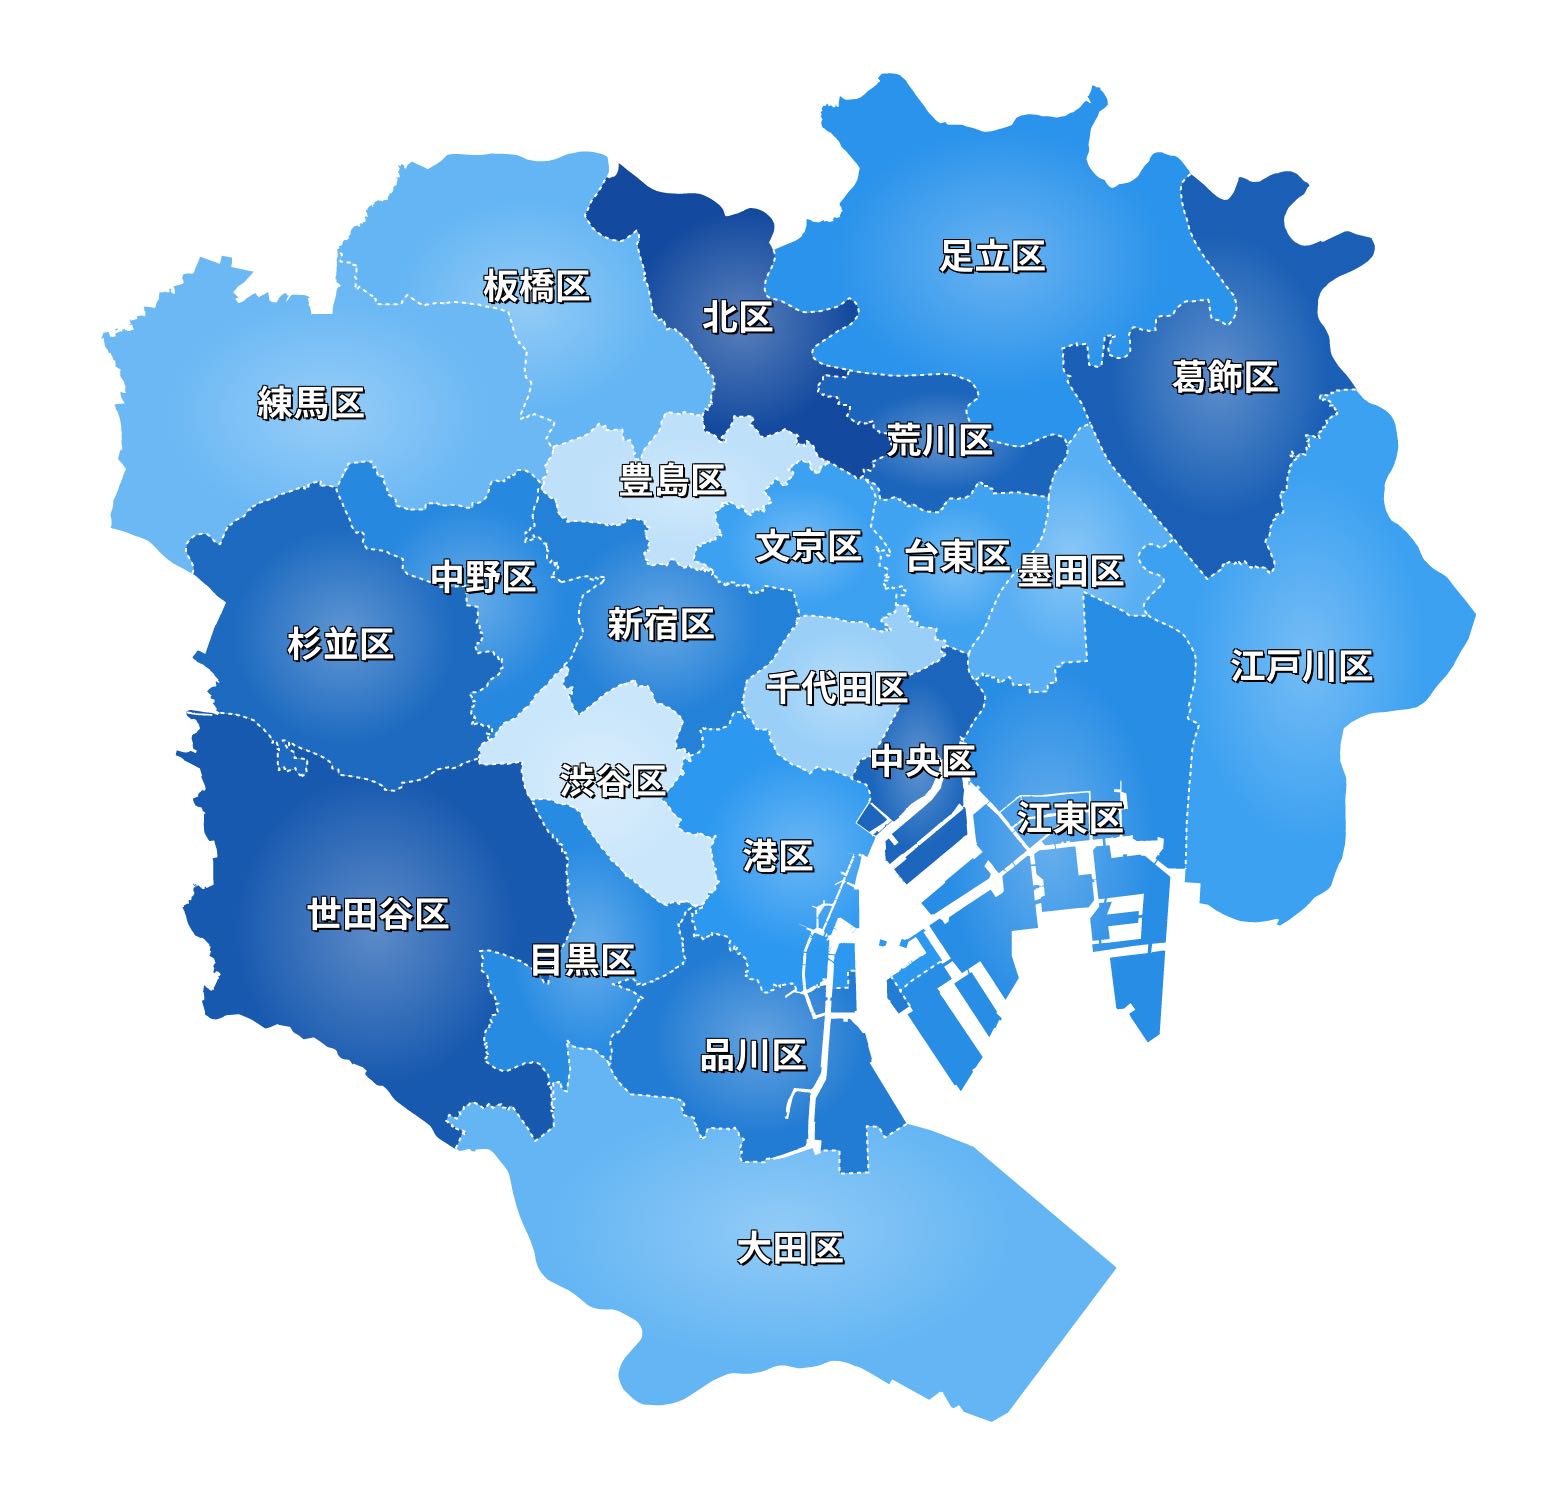 足立区
板橋区
北区
葛飾区
練馬区
荒川区
豊島区
文京区
台東区
墨田区
中野区
新宿区
杉並区
江戸川区
千代田区
中央区
渋谷区
江東区
港区
世田谷区
目黒区
品川区
大田区